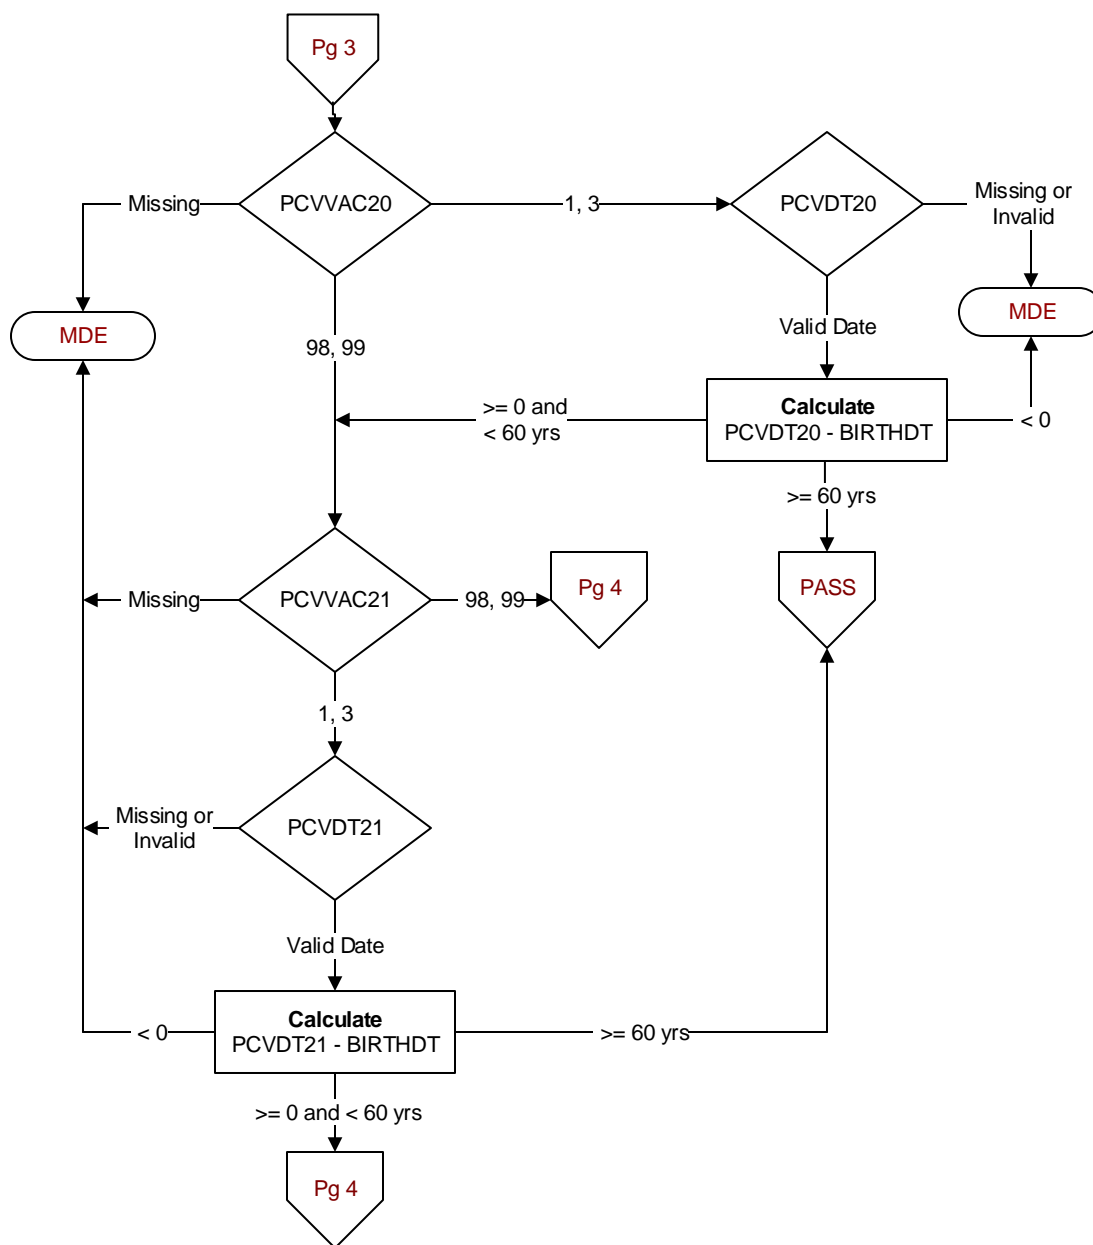 Pg 3
Missing
PCVVAC20
1, 3
PCVDT20
Missing or
Invalid
MDE
98, 99
Valid Date
MDE
>= 0 and
< 60 yrs
Calculate
PCVDT20 - BIRTHDT
< 0
>= 60 yrs
Missing
PCVVAC21
98, 99
Pg 4
PASS
1, 3
Missing or
Invalid
PCVDT21
Valid Date
< 0
Calculate
PCVDT21 - BIRTHDT
>= 60 yrs
>= 0 and < 60 yrs
Pg 4